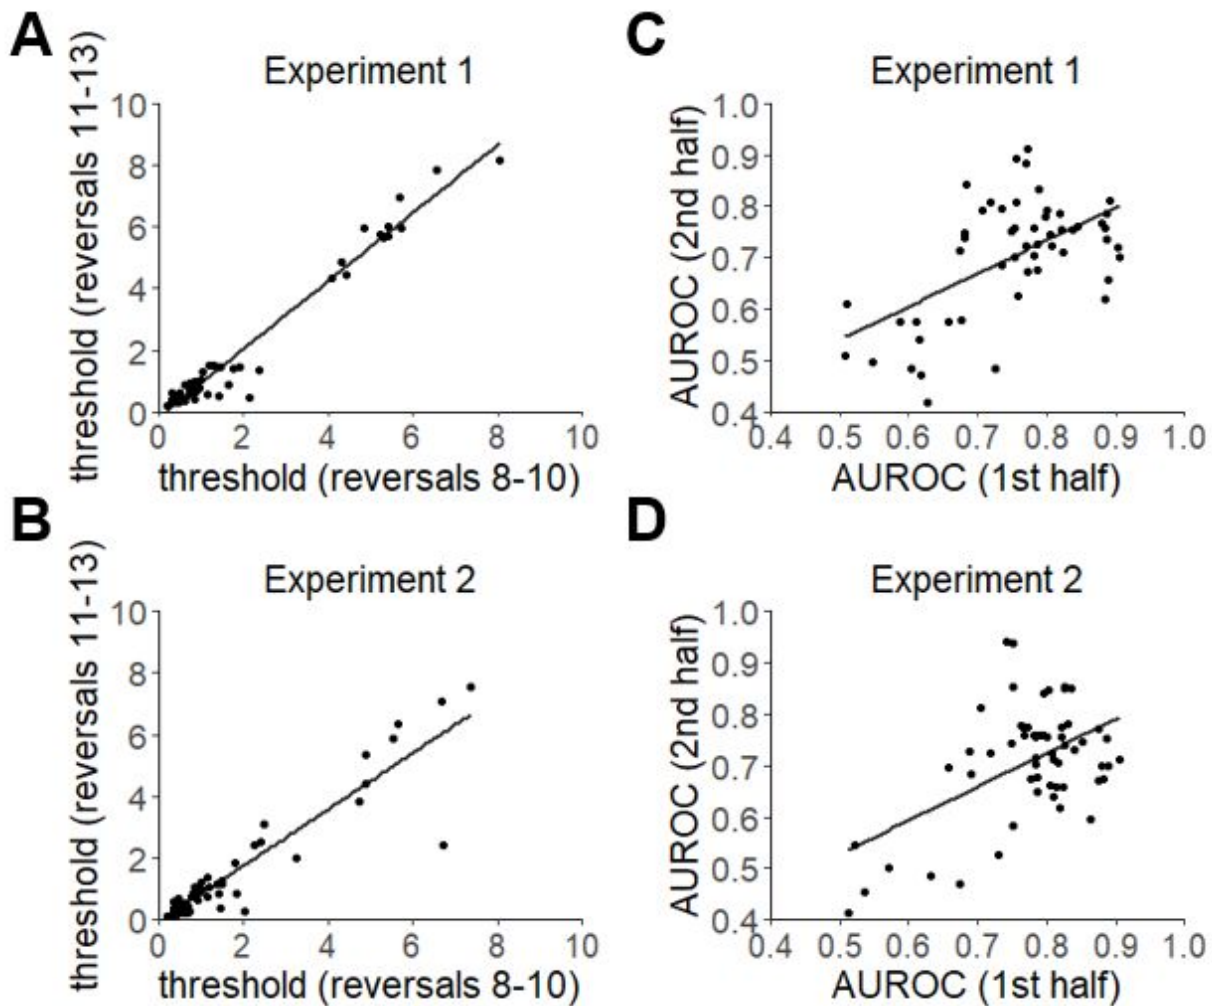 A
Experiment 1
threshold (reversals 11-13)
10
8
6
4
2
0
0 2 4 6 8 10
threshold (reversals 8-10)
C
Experiment 1
AUROC (2nd half)
1.0
0.9
0.8
0.7
0.6
0.5
0.4
0.4 0.5 0.6 0.7 0.8 0.9 1.0
AUROC (1st half)
B
Experiment 2
threshold (reversals 11-13)
10
8
6
4
2
0
0 2 4 6 8 10
threshold (reversals 8-10)
D
Experiment 2
AUROC (2nd half)
1.0
0.9
0.8
0.7
0.6
0.5
0.4
0.4 0.5 0.6 0.7 0.8 0.9 1.0
AUROC (1st half)